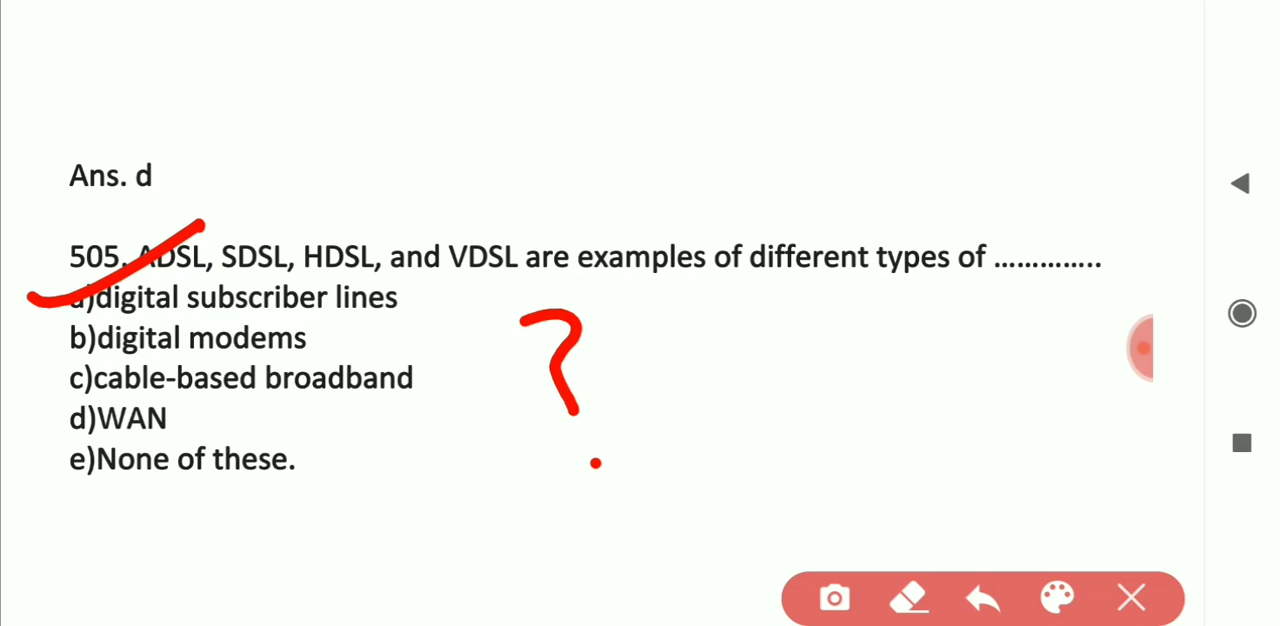 Ans. d
505. ADSL, SDSL, HDSL, and VDSL are examples of different types of ..............
a)digital subscriber lines
b)digital modems
c)cable-based broadband
d)WAN
e)None of these.
?